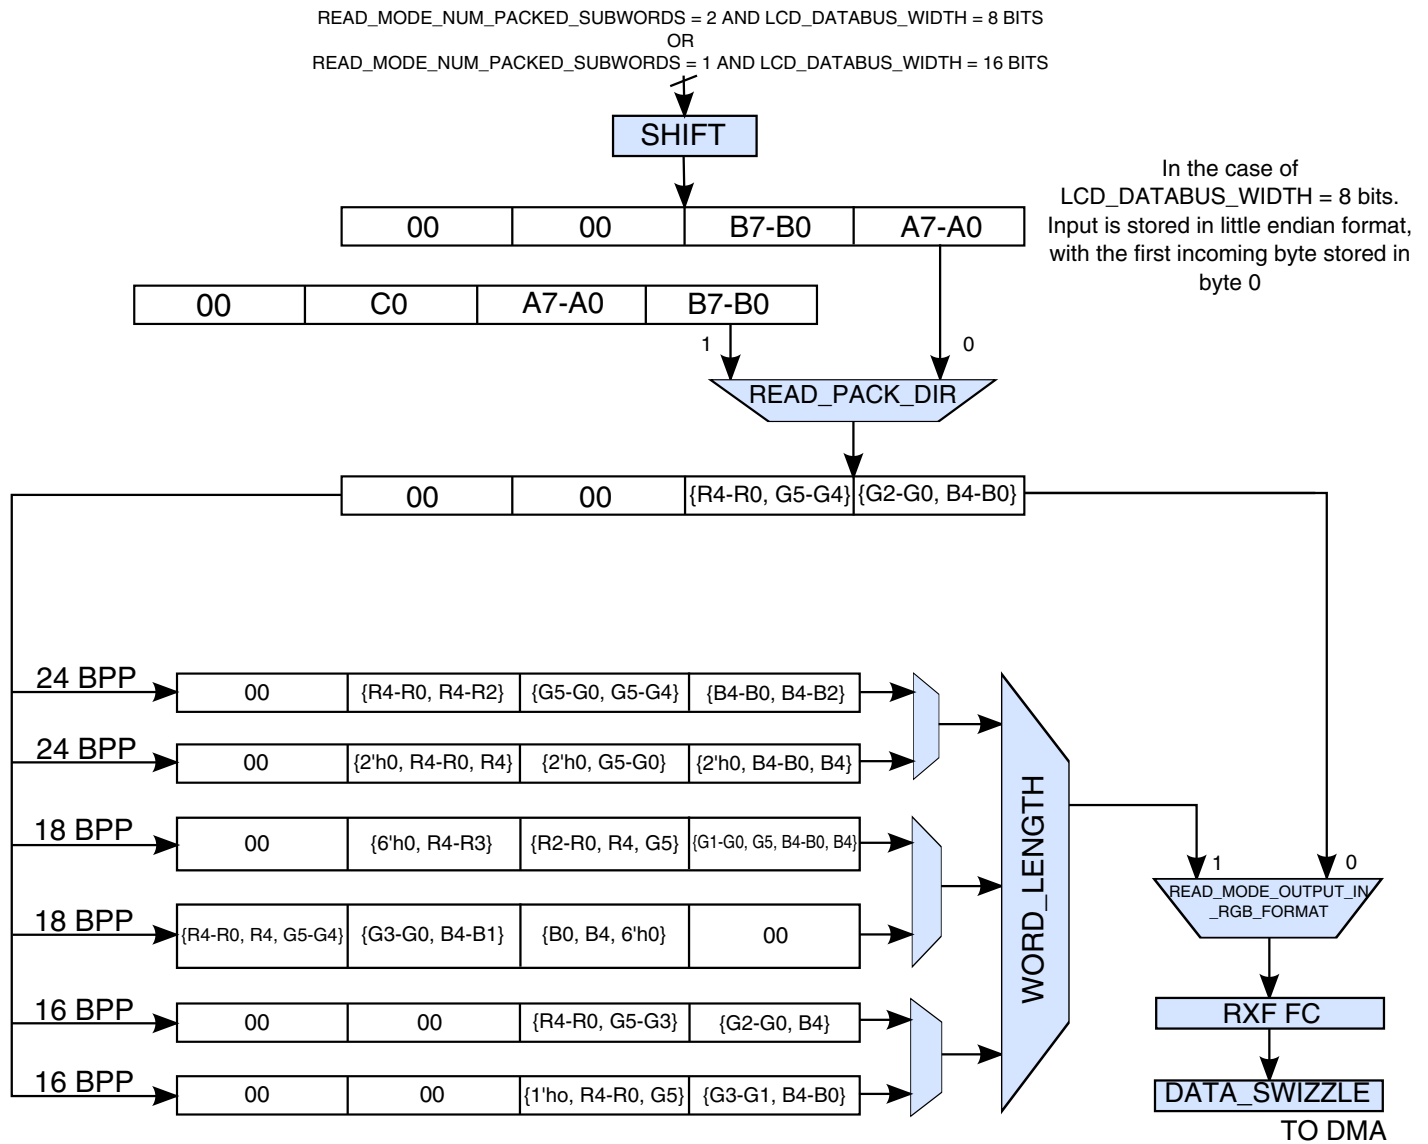 READ_MODE_NUM_PACKED_SUBWORDS = 2 AND LCD_DATABUS_WIDTH = 8 BITS
OR
READ_MODE_NUM_PACKED_SUBWORDS = 1 AND LCD_DATABUS_WIDTH = 16 BITS
SHIFT
In the case of
LCD_DATABUS_WIDTH = 8 bits.
Input is stored in little endian format,
with the first incoming byte stored in
byte 0
00 00 B7-B0 A7-A0
00 C0 A7-A0 B7-B0
1 0
READ_PACK_DIR
00 00 {R4-R0, G5-G4} {G2-G0, B4-B0}
24 BPP 00 {R4-R0, R4-R2} {G5-G0, G5-G4} {B4-B0, B4-B2}
24 BPP 00 {2'h0, R4-R0, R4} {2'h0, G5-G0} {2'h0, B4-B0, B4}
18 BPP 00 {6'h0, R4-R3} {R2-R0, R4, G5} {G1-G0, G5, B4-B0, B4}
18 BPP {R4-R0, R4, G5-G4} {G3-G0, B4-B1} {B0, B4, 6'h0} 00
16 BPP 00 00 {R4-R0, G5-G3} {G2-G0, B4}
16 BPP 00 00 {1'ho, R4-R0, G5} {G3-G1, B4-B0}
WORD_LENGTH
1 0
READ_MODE_OUTPUT_IN
_RGB_FORMAT
RXF FC
DATA_SWIZZLE
TO DMA